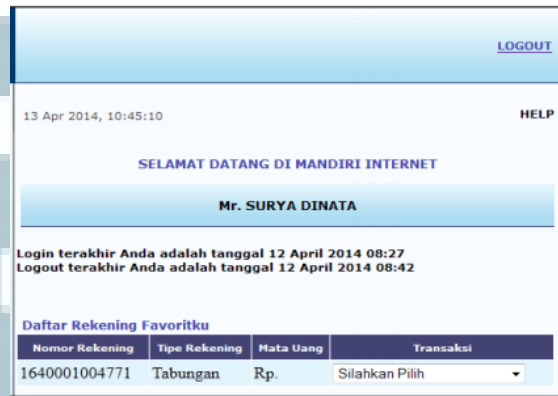 LOGOUT
13 Apr 2014, 10:45:10 HELP
SELAMAT DATANG DI MANDIRI INTERNET
Mr. SURYA DINATA
Login terakhir Anda adalah tanggal 12 April 2014 08:27
Logout terakhir Anda adalah tanggal 12 April 2014 08:42
Daftar Rekening Favoritku
Nomor Rekening Tipe Rekening Mata Uang Transaksi
1640001004771 Tabungan Rp. Silahkan Pilih